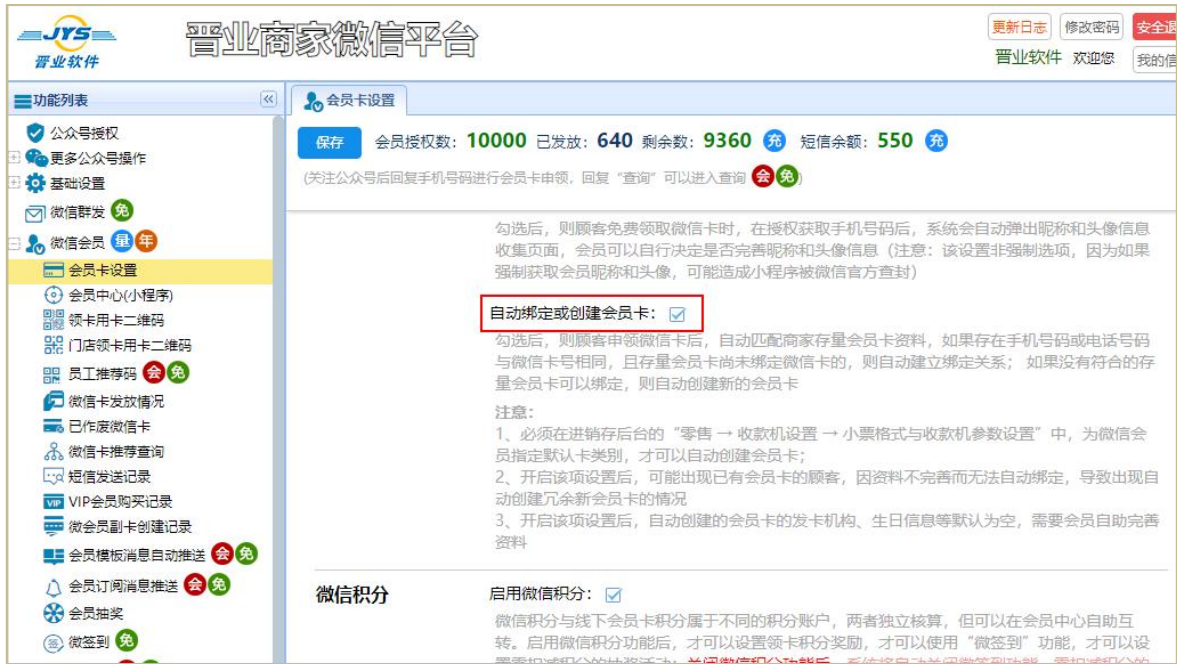 JYS
晋业软件
晋业商家微信平台
更新日志 修改密码 安全退
晋业软件 欢迎您 我的信
功能列表
公众号授权
更多公众号操作
基础设置
微信群发 免
微信会员 量 年
会员卡设置
会员中心(小程序)
领卡用卡二维码
门店领卡用卡二维码
员工推荐码 会 免
微信卡发放情况
已作废微信卡
微信卡推荐查询
短信发送记录
VIP VIP会员购买记录
微会员副卡创建记录
会员模板消息自动推送 会 免
会员订阅消息推送 会 免
会员抽奖
签 微签到 免
会员卡设置
保存 会员授权数：10000 已发放：640 剩余数：9360 充 短信余额：550 充
(关注公众号后回复手机号码进行会员卡申领，回复“查询”可以进入查询 会 免)
勾选后，则顾客免费领取微信卡时，在授权获取手机号码后，系统会自动弹出昵称和头像信息
收集页面，会员可以自行决定是否完善昵称和头像信息（注意：该设置非强制选项，因为如果
强制获取会员昵称和头像，可能造成小程序被微信官方查封）
自动绑定或创建会员卡：
勾选后，则顾客申领微信卡后，自动匹配商家存量会员卡资料，如果存在手机号码或电话号码
与微信卡号相同，且存量会员卡尚未绑定微信卡的，则自动建立绑定关系； 如果没有符合的存
量会员卡可以绑定，则自动创建新的会员卡
注意：
1、必须在进销存后台的“零售 → 收款机设置 → 小票格式与收款机参数设置”中，为微信会
员指定默认卡类别，才可以自动创建会员卡；
2、开启该项设置后，可能出现已有会员卡的顾客，因资料不完善而无法自动绑定，导致出现自
动创建冗余新会员卡的情况
3、开启该项设置后，自动创建的会员卡的发卡机构、生日信息等默认为空，需要会员自助完善
资料
微信积分 启用微信积分：
微信积分与线下会员卡积分属于不同的积分账户，两者独立核算，但可以在会员中心自助互
转。启用微信积分功能后，才可以设置领卡积分奖励，才可以使用“微签到”功能，才可以设